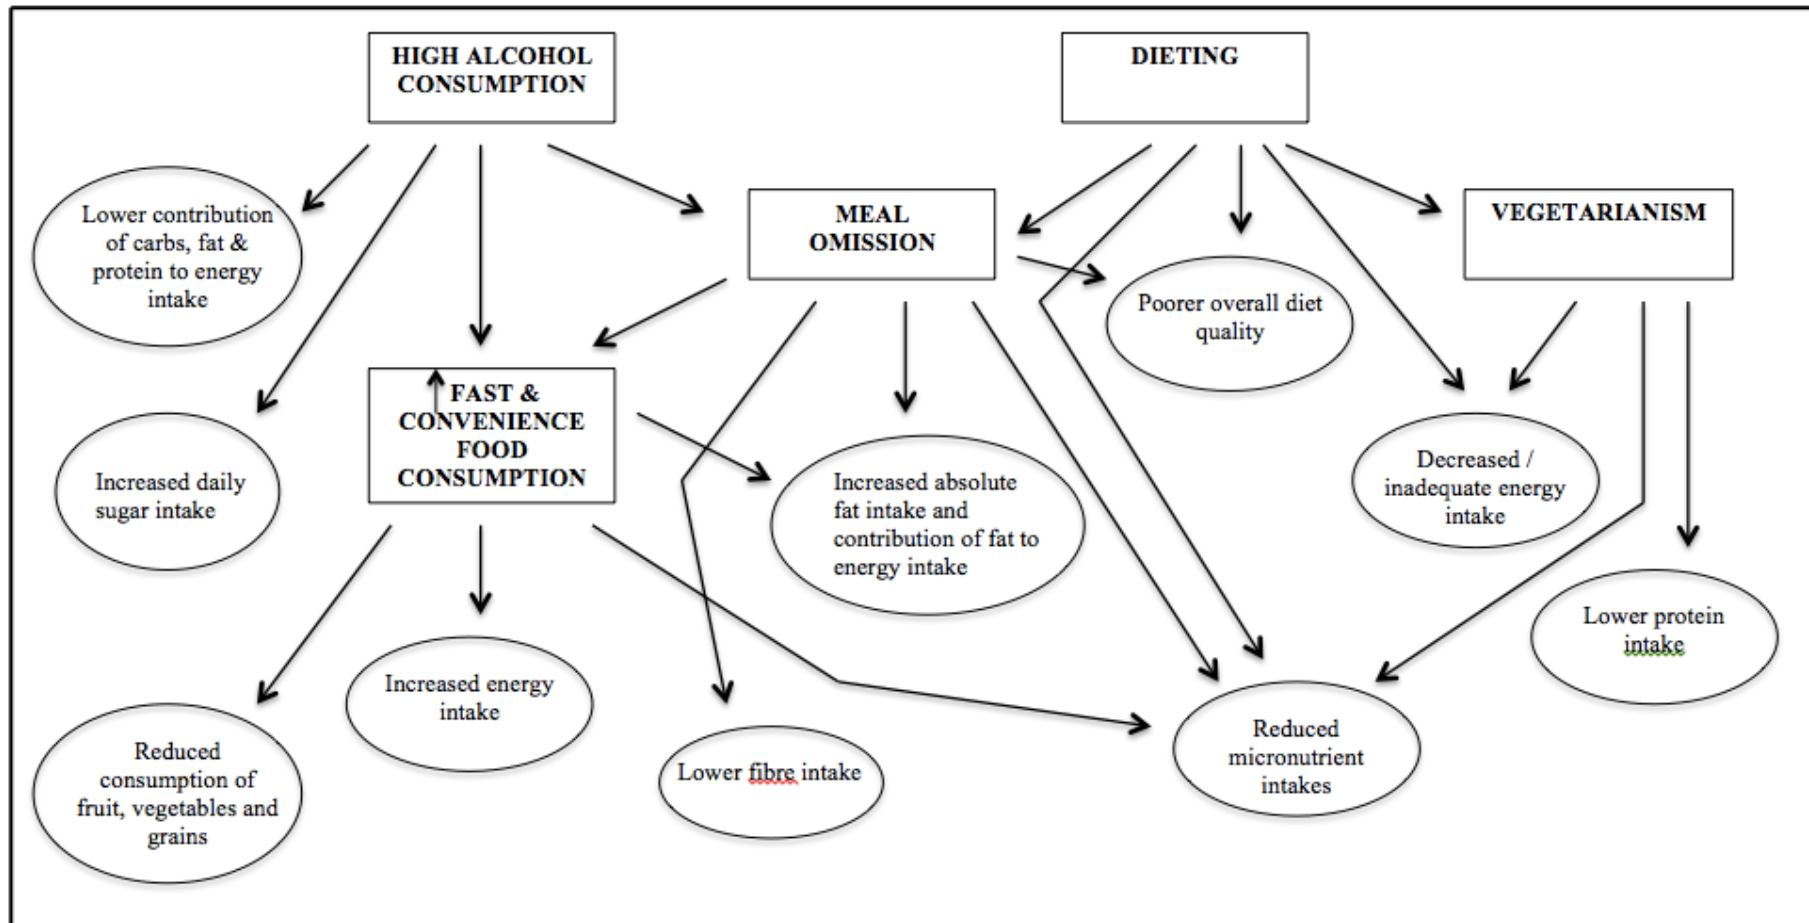 HIGH ALCOHOL
CONSUMPTION
DIETING
Lower contribution
of carbs, fat &
protein to energy
intake
MEAL
OMISSION
VEGETARIANISM
Poorer overall diet
quality
FAST &
CONVENIENCE
FOOD
CONSUMPTION
Increased daily
sugar intake
Increased absolute
fat intake and
contribution of fat to
energy intake
Decreased /
inadequate energy
intake
Lower protein
intake
Increased energy
intake
Reduced
consumption of
fruit, vegetables and
grains
Lower fibre intake
Reduced
micronutrient
intakes